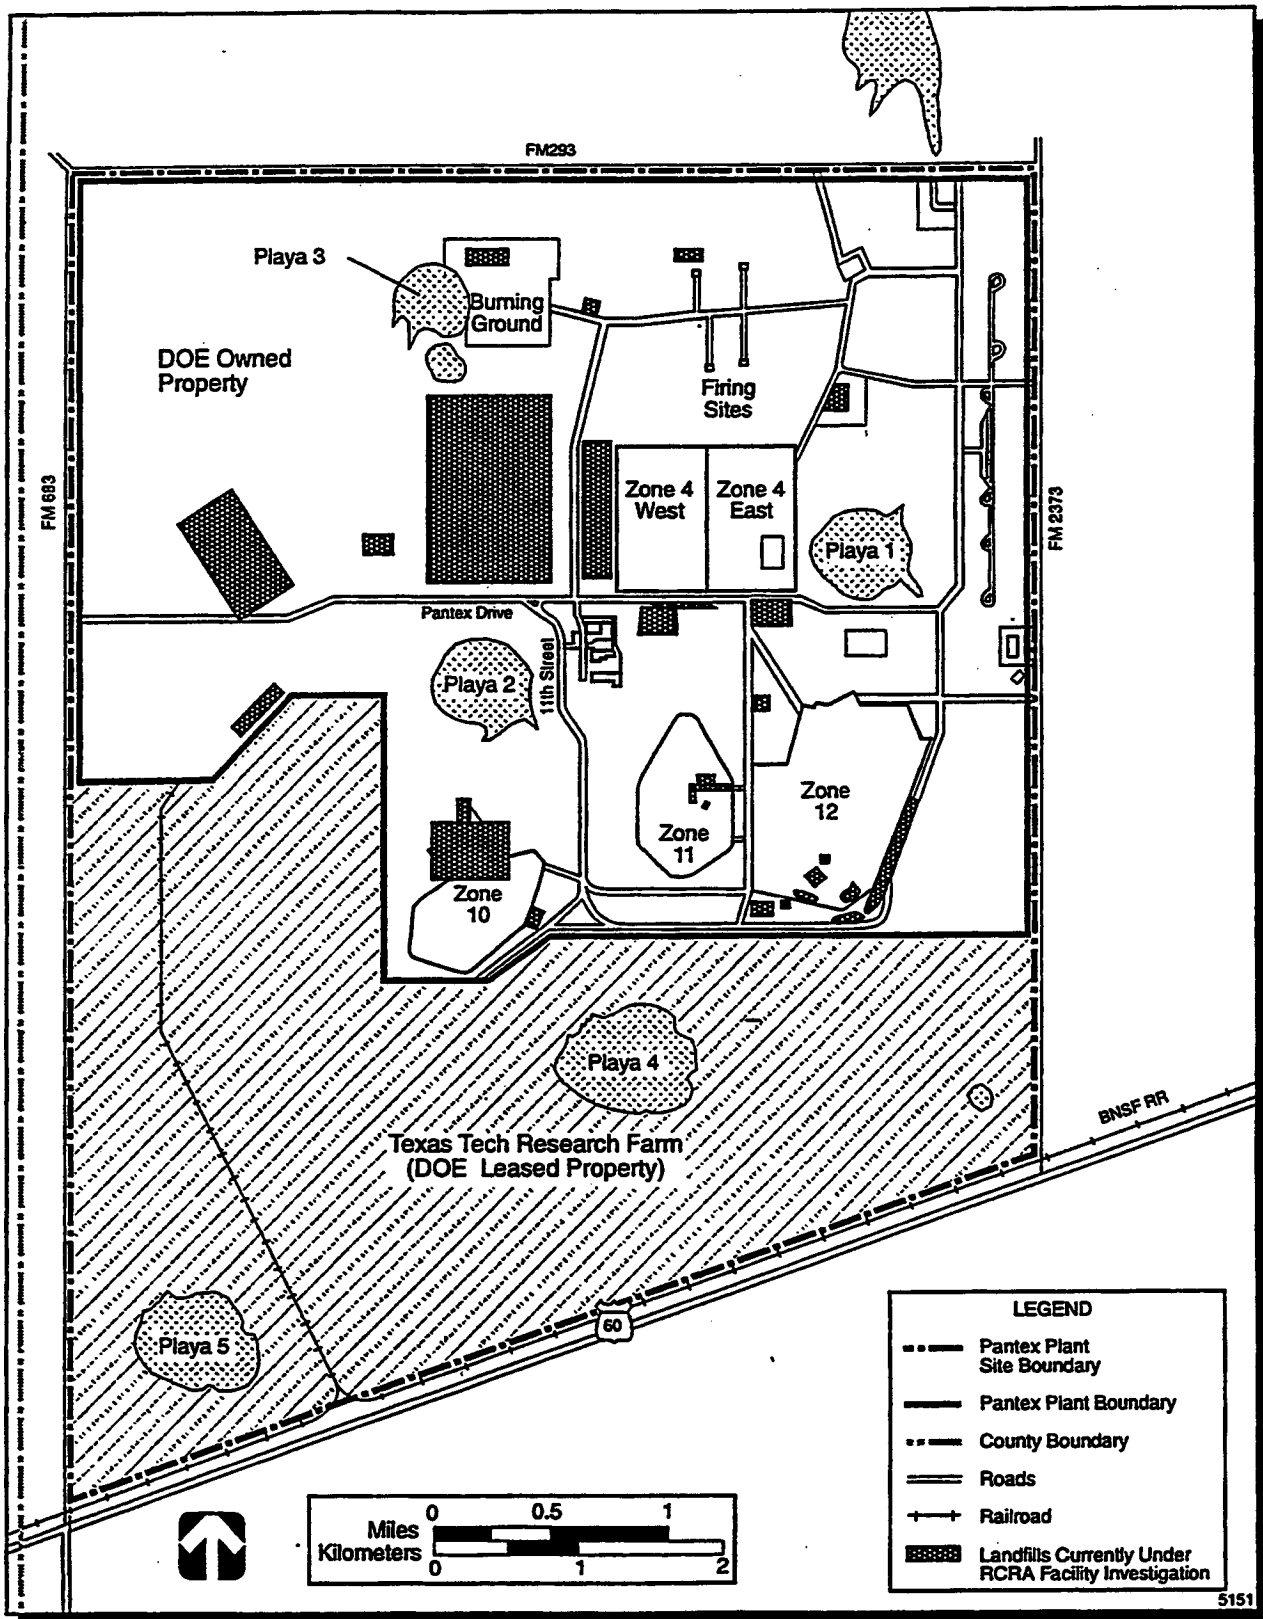 FM293
Playa 3
Burning
Ground
DOE Owned
Property
Firing
Sites
FM 683
Zone 4
West
Zone 4
East
Playa 1
FM 2373
Pantex Drive
11th Street
Playa 2
Zone
12
Zone
11
Zone
10
Playa 4
BNSF RR
Texas Tech Research Farm
(DOE Leased Property)
Playa 5
60
LEGEND
Pantex Plant
Site Boundary
Pantex Plant Boundary
County Boundary
Roads
Railroad
Landfills Currently Under
RCRA Facility Investigation
0 0.5 1
Miles
Kilometers
0 1 2
5151